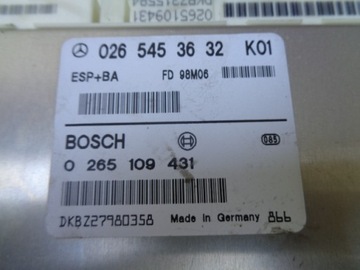 0265109431
026 545 36 32 K01
ESP+BA FD 98M06
BOSCH
0 265 109 431
DKBZ27980358 Made in Germany 866